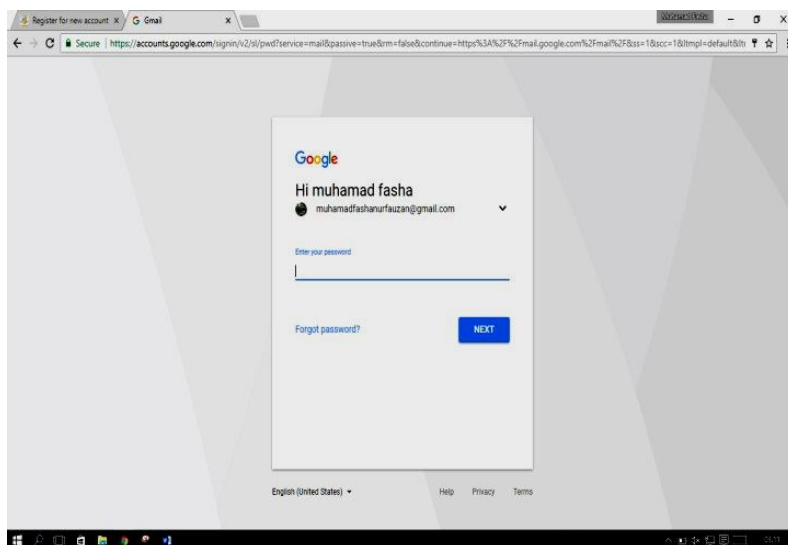 Register for new account
Gmail
Secure
https://accounts.google.com/signin/v2/sl/pwd?service=mail&passive=true&rm=false&continue=https%3A%2F%2Fmail.google.com%2Fmail%2F&ss=1&scc=1&ltmpl=default&ltr
Google
Hi muhamad fasha
muhamadfashanurfauzan@gmail.com
Enter your password
Forgot password?
NEXT
English (United States)
Help
Privacy
Terms